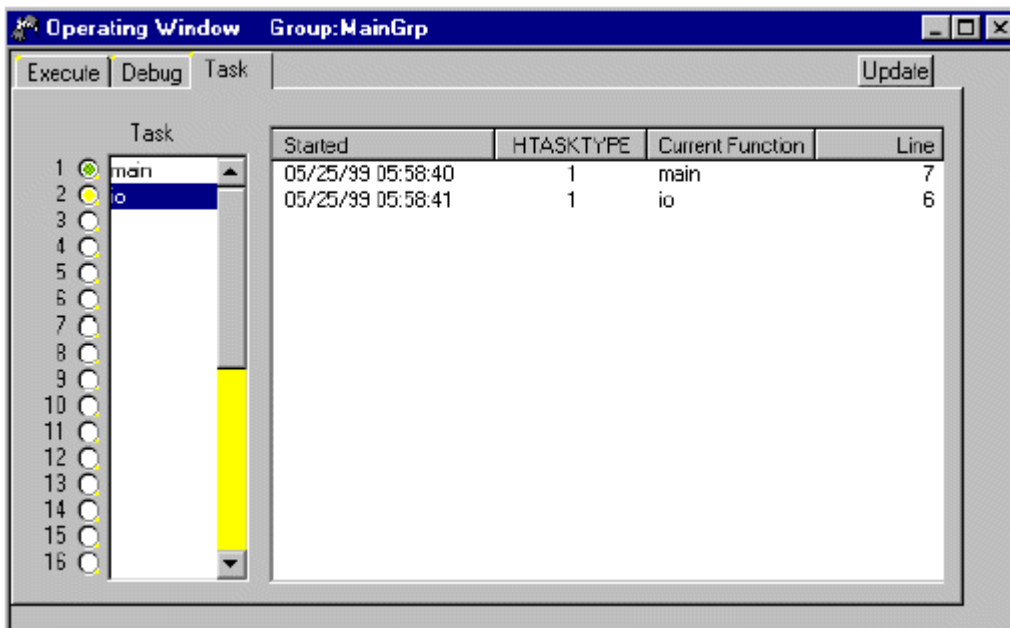 Operating Window Group:MainGrp
Execute Debug Task Update
Task
Started HTASKTYPE Current Function Line
1 main
2 io
3
4
5
6
7
8
9
10
11
12
13
14
15
16
05/25/99 05:58:40 1 main 7
05/25/99 05:58:41 1 io 6